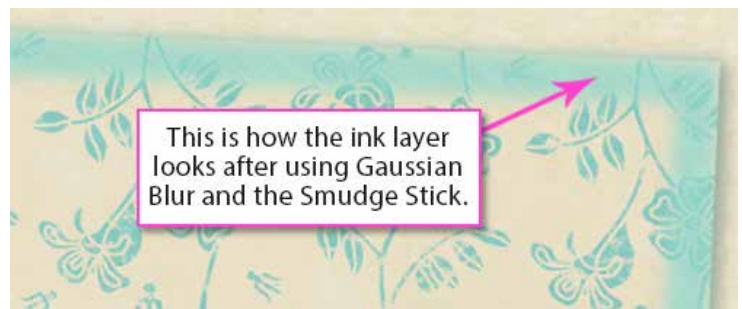 This is how the ink layer
looks after using Gaussian
Blur and the Smudge Stick.